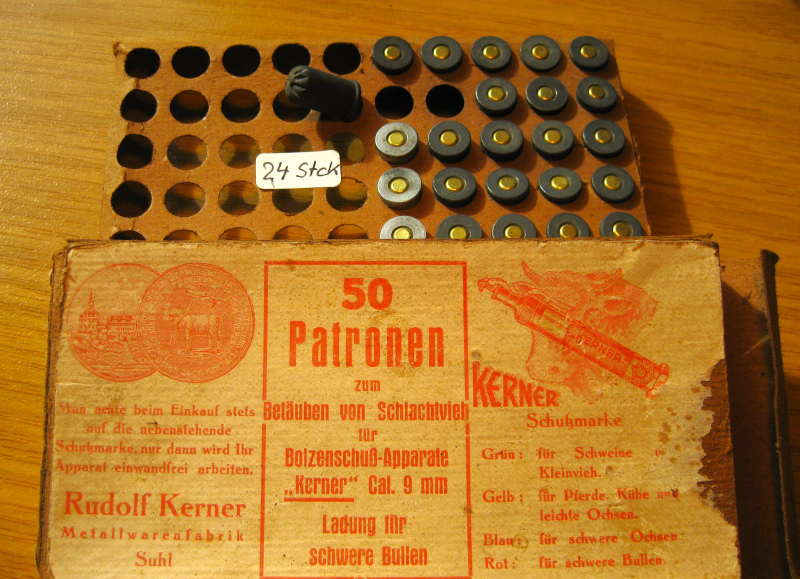 24 Stck
Man achte beim Einkauf stets
auf die nebenstehende
Schutzmarke, nur dann wird Ihr
Apparat einwandfrei arbeiten.
Rudolf Kerner
Metallwarenfabrik
Suhl
50
Patronen
zum
Betäuben von Schlachtvieh
für
Bolzenschuß-Apparate
„Kerner" Cal. 9 mm
Ladung für
schwere Bullen
KERNER
KERNER
Schutzmarke
Grün: für Schweine
Kleinvieh.
Gelb: für Pferde, Kühe und
leichte Ochsen.
Blau: für schwere Ochsen
Rot: für schwere Bullen